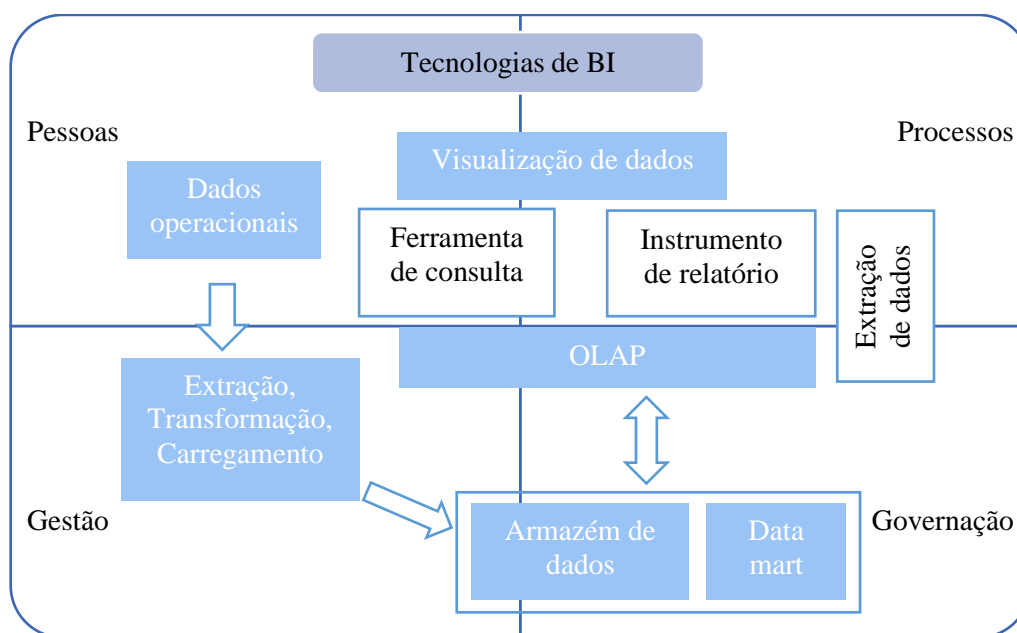 Tecnologias de BI
Pessoas
Processos
Visualização de dados
Dados
operacionais
Ferramenta
de consulta
Instrumento
de relatório
Extração
de dados
OLAP
Extração,
Transformação,
Carregamento
Gestão
Governação
Armazém de
dados
Data
mart